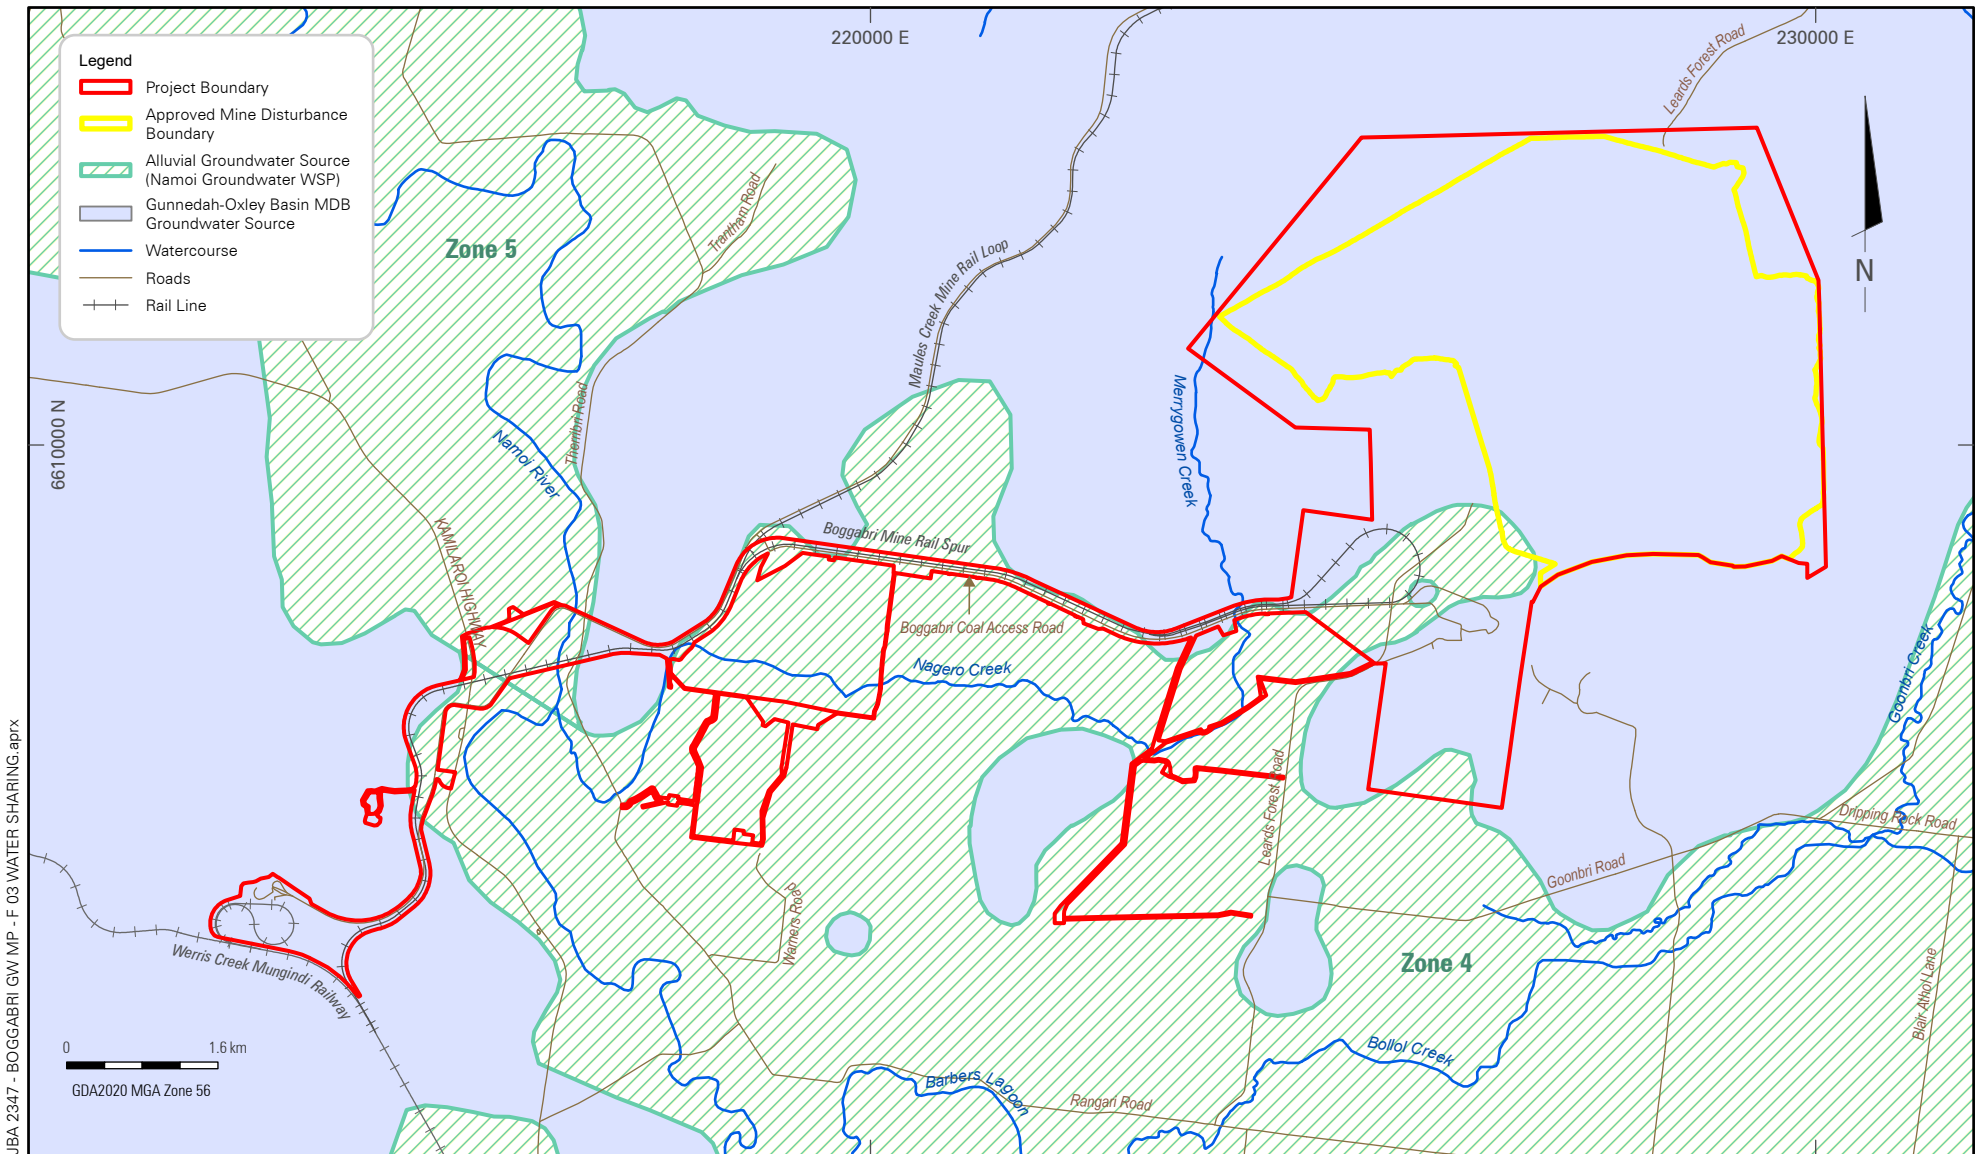 220000 E
230000 E
Legend
Project Boundary
Approved Mine Disturbance
Boundary
Alluvial Groundwater Source
(Namoi Groundwater WSP)
Gunnedah-Oxley Basin MDB
Groundwater Source
Watercourse
Roads
Rail Line
Leards Forest Road
Trantham Road
Zone 5
N
Maules Creek Mine Rail Loop
6610000 N
Therribri Road
Namoi River
Merrygowen Creek
KAMILAROI HIGHWAY
Boggabri Mine Rail Spur
Boggabri Coal Access Road
Nagero Creek
Goonbri Creek
Leards Forest Road
Dripping Rock Road
Goonbri Road
Warners Road
Werris Creek Mungindi Railway
Zone 4
Blair Athol Lane
0 1.6 km
GDA2020 MGA Zone 56
Bollol Creek
Barbers Lagoon
Rangari Road
JBA 2347 - BOGGABRI GW MP - F 03 WATER SHARING.aprx